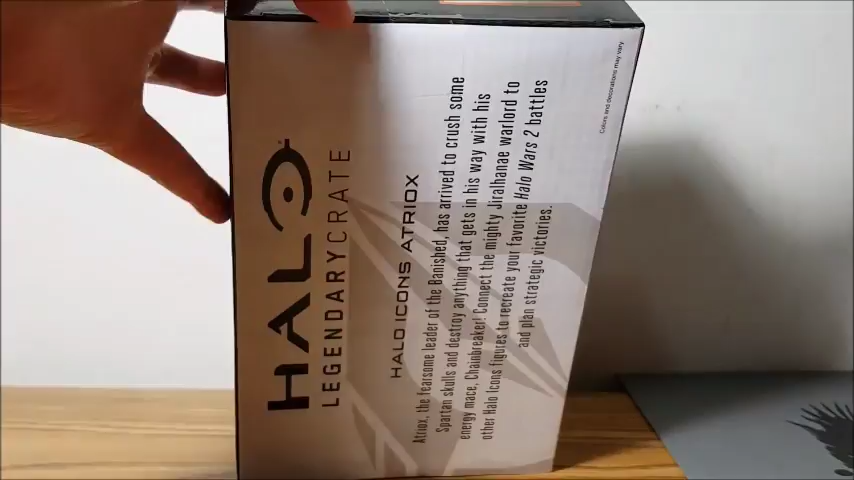 HALO
LEGENDARYCRATE
HALO ICONS ATRIOX
Atriox, the fearsome leader of the Banished, has arrived to crush some
Spartan skulls and destroy anything that gets in his way with his
energy mace, Chainbreaker! Connect the mighty Jiralhanae warlord to
other Halo Icons figures to recreate your favorite Halo Wars 2 battles
and plan strategic victories.
Colors and decorations may vary